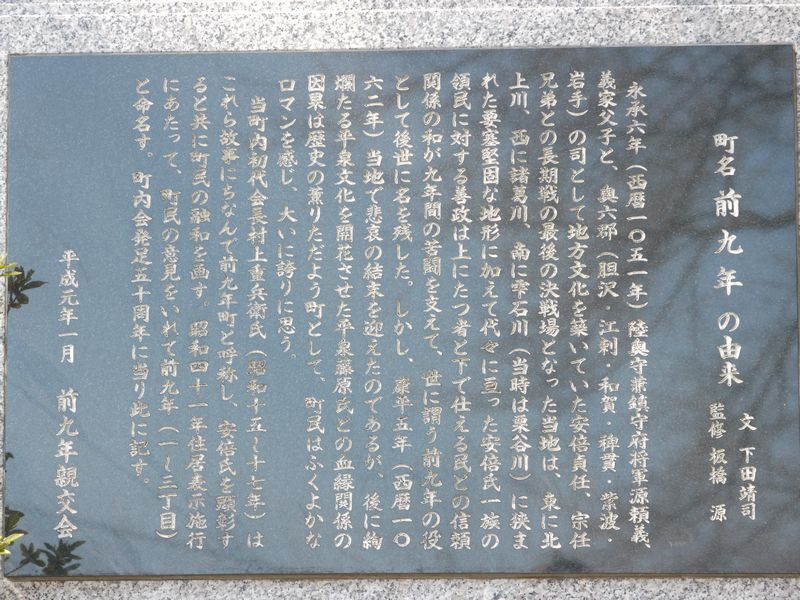 町名 前九年の由来
文 下田靖司
監修 板橋 源
永承六年（西暦一〇五一年）陸奥守兼鎮守府将軍源頼義、
義家父子と、奥六郡（胆沢・江刺・和賀・稗貫・紫波・
岩手）の司として地方文化を築いていた安倍貞任、宗任
兄弟との長期戦の最後の決戦場となった当地は、東に北
上川、西に諸葛川、南に雫石川（当時は栗谷川）に挟ま
れた要塞堅固な地形に加えて代々に亘った安倍氏一族の
領民に対する善政は上にたつ者と下で仕える民との信頼
関係の和が九年間の苦闘を支えて、世に謂う前九年の役
として後世に名を残した。しかし、康平五年（西暦一〇
六二年）当地で悲哀の結末を迎えたのであるが、後に絢
爛たる平泉文化を開花させた平泉藤原氏との血縁関係の
因果は歴史の薫りただよう町として、町民はふくよかな
ロマンを感じ、大いに誇りに思う。
当町内初代会長村上重兵衛氏（昭和十五〜十七年）は
これら故事にちなんで前九年町と呼称し、安倍氏を顕彰す
ると共に町民の融和を画す。昭和四十一年住居表示施行
にあたって、町民の意見をいれて前九年（一〜三丁目）
と命名す。町内会発足五十周年に当り此に記す。
平成元年一月 前九年親交会